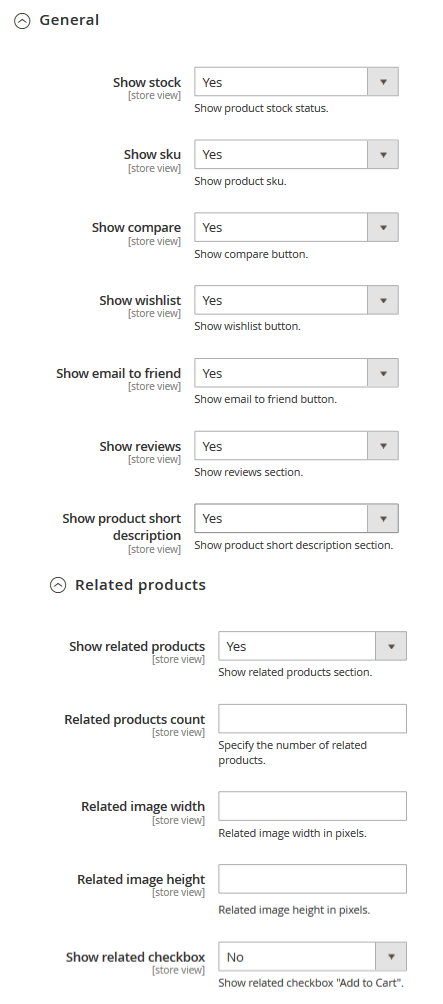 General
Show stock
[store view]
Yes
Show product stock status.
Show sku
[store view]
Yes
Show product sku.
Show compare
[store view]
Yes
Show compare button.
Show wishlist
[store view]
Yes
Show wishlist button.
Show email to friend
[store view]
Yes
Show email to friend button.
Show reviews
[store view]
Yes
Show reviews section.
Show product short
description
[store view]
Yes
Show product short description section.
Related products
Show related products
[store view]
Yes
Show related products section.
Related products count
[store view]
Specify the number of related
products.
Related image width
[store view]
Related image width in pixels.
Related image height
[store view]
Related image height in pixels.
Show related checkbox
[store view]
No
Show related checkbox "Add to Cart".